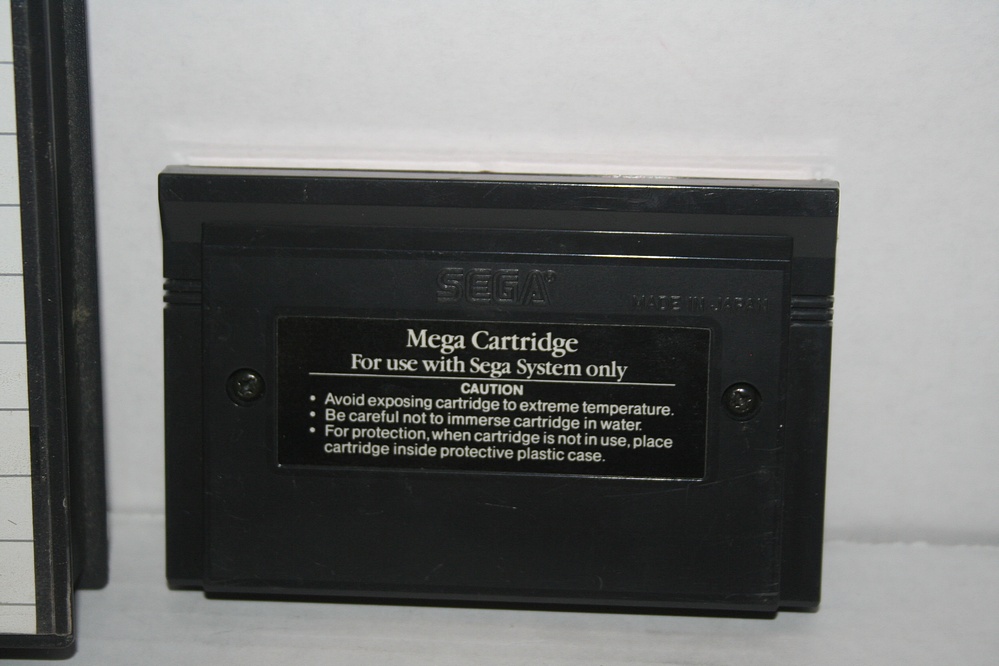 SEGA®
MADE IN JAPAN
Mega Cartridge
For use with Sega System only
CAUTION
• Avoid exposing cartridge to extreme temperature.
• Be careful not to immerse cartridge in water.
• For protection, when cartridge is not in use, place
cartridge inside protective plastic case.